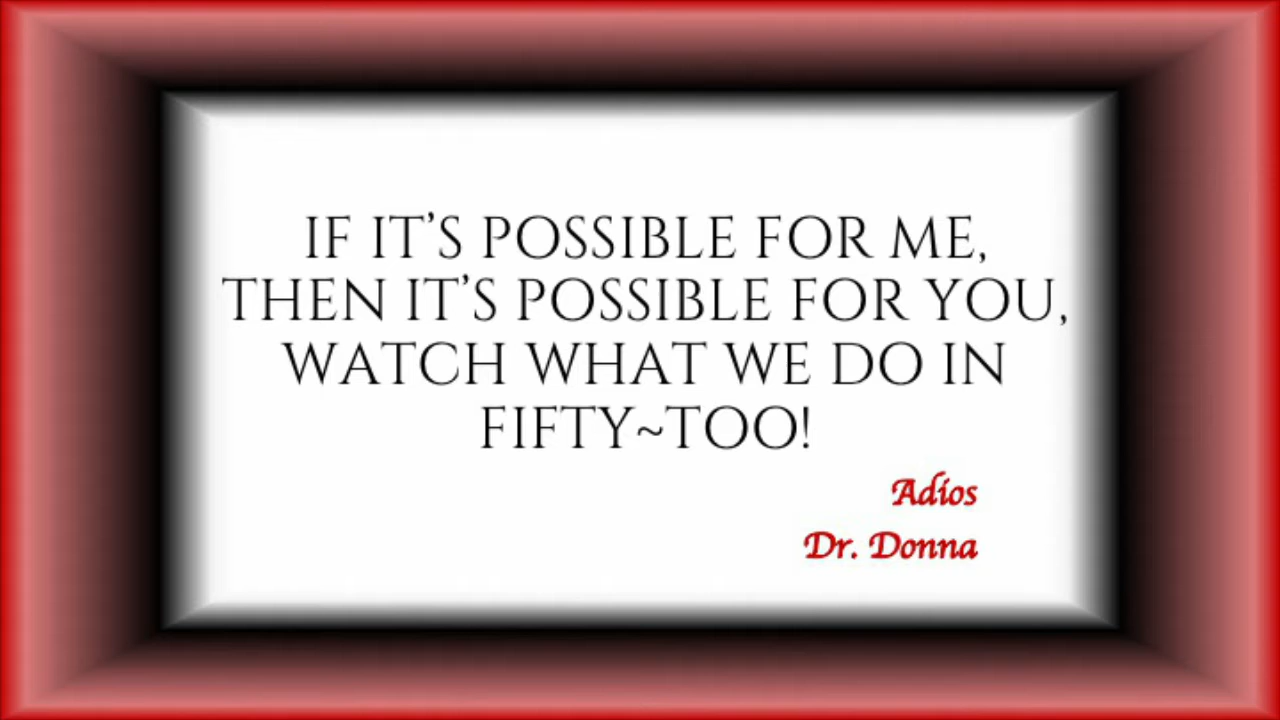 IF IT’S POSSIBLE FOR ME,
THEN IT’S POSSIBLE FOR YOU,
WATCH WHAT WE DO IN
FIFTY~TOO!
Adíos
Dr. Donna